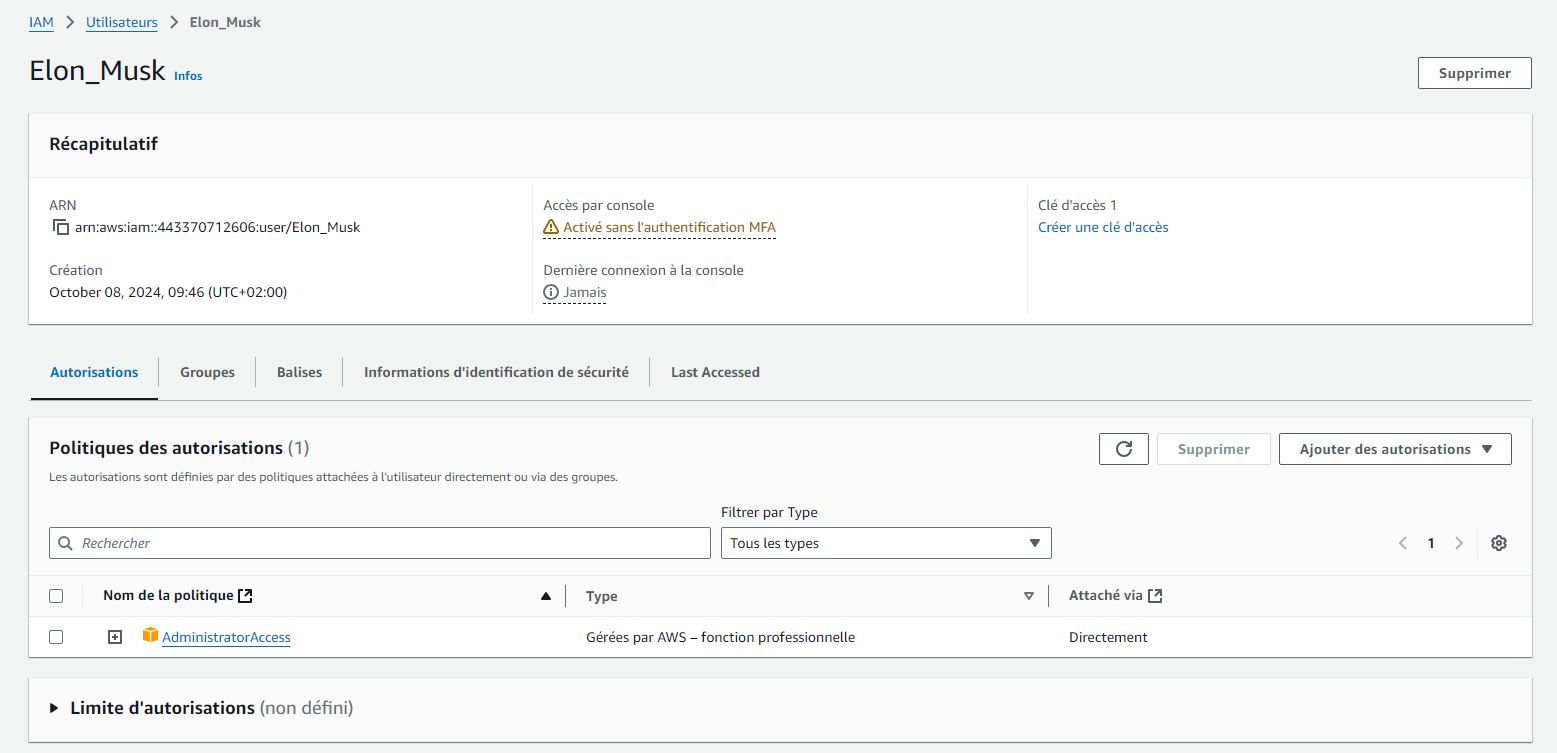 IAM > Utilisateurs > Elon_Musk
Elon_Musk Infos
Supprimer
Récapitulatif
ARN
arn:aws:iam::443370712606:user/Elon_Musk
Création
October 08, 2024, 09:46 (UTC+02:00)
Accès par console
Activé sans l'authentification MFA
Dernière connexion à la console
Jamais
Clé d'accès 1
Créer une clé d'accès
Autorisations Groupes Balises Informations d'identification de sécurité Last Accessed
Politiques des autorisations (1)
Les autorisations sont définies par des politiques attachées à l'utilisateur directement ou via des groupes.
Supprimer Ajouter des autorisations
Filtrer par Type
Rechercher Tous les types 1
Nom de la politique Type Attaché via
AdministratorAccess Gérées par AWS – fonction professionnelle Directement
Limite d'autorisations (non défini)